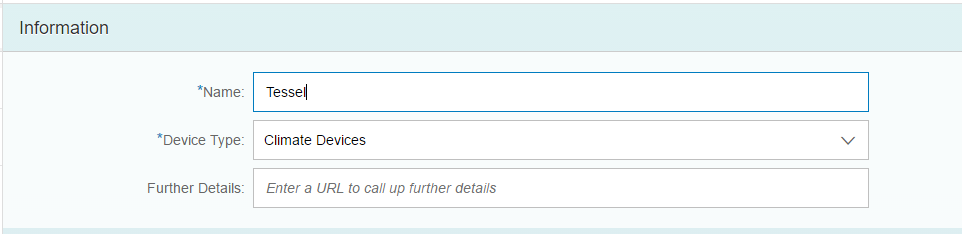 Information
*Name: Tessel
*Device Type: Climate Devices
Further Details: Enter a URL to call up further details